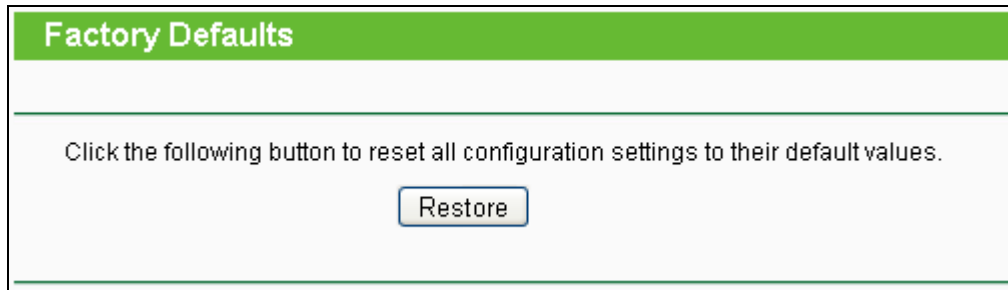 Factory Defaults
Click the following button to reset all configuration settings to their default values.
Restore